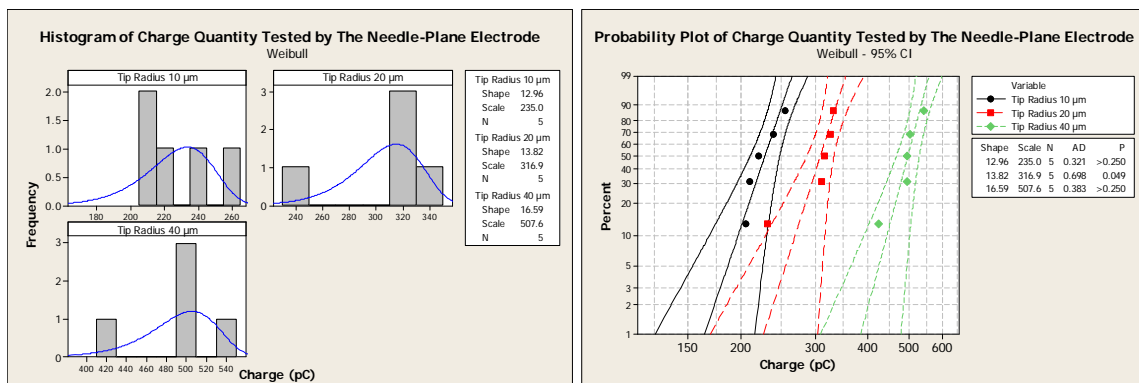 Histogram of Charge Quantity Tested by The Needle-Plane Electrode
Weibull
Tip Radius 10 µm
Tip Radius 20 µm
2.0
1.5
1.0
0.5
0.0
180 200 220 240 260
3
2
1
0
240 260 280 300 320 340
Tip Radius 40 µm
3
2
1
0
400 420 440 460 480 500 520 540
Frequency
Charge (pC)
Tip Radius 10 µm
Shape 12.96
Scale 235.0
N 5
Tip Radius 20 µm
Shape 13.82
Scale 316.9
N 5
Tip Radius 40 µm
Shape 16.59
Scale 507.6
N 5
Probability Plot of Charge Quantity Tested by The Needle-Plane Electrode
Weibull - 95% CI
99
90
70
50
30
20
10
5
3
2
1
Percent
150 200 300 400 500 600
Charge (pC)
Variable
Tip Radius 10 µm
Tip Radius 20 µm
Tip Radius 40 µm
Shape Scale N AD P
12.96 235.0 5 0.321 >0.250
13.82 316.9 5 0.698 0.049
16.59 507.6 5 0.383 >0.250